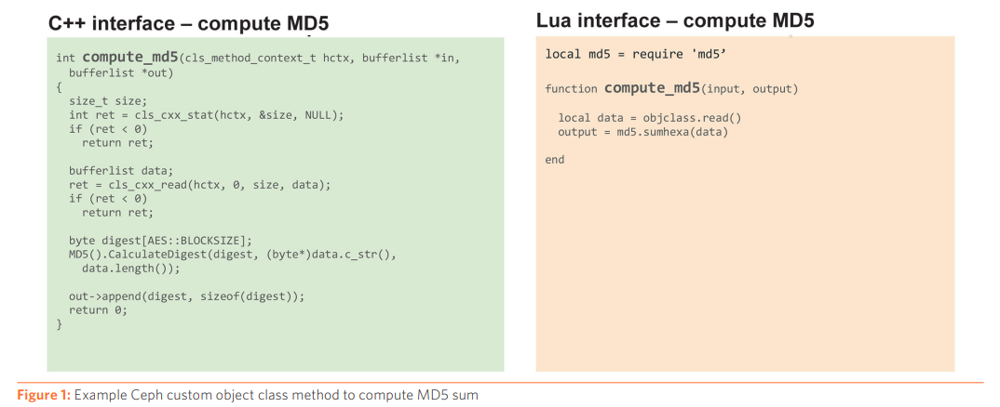 C++ interface – compute MD5
int compute_md5(cls_method_context_t hctx, bufferlist *in,
bufferlist *out)
{
size_t size;
int ret = cls_cxx_stat(hctx, &size, NULL);
if (ret < 0)
return ret;
bufferlist data;
ret = cls_cxx_read(hctx, 0, size, data);
if (ret < 0)
return ret;
byte digest[AES::BLOCKSIZE];
MD5().CalculateDigest(digest, (byte*)data.c_str(),
data.length());
out->append(digest, sizeof(digest));
return 0;
}
Lua interface – compute MD5
local md5 = require 'md5’
function compute_md5(input, output)
local data = objclass.read()
output = md5.sumhexa(data)
end
Figure 1: Example Ceph custom object class method to compute MD5 sum